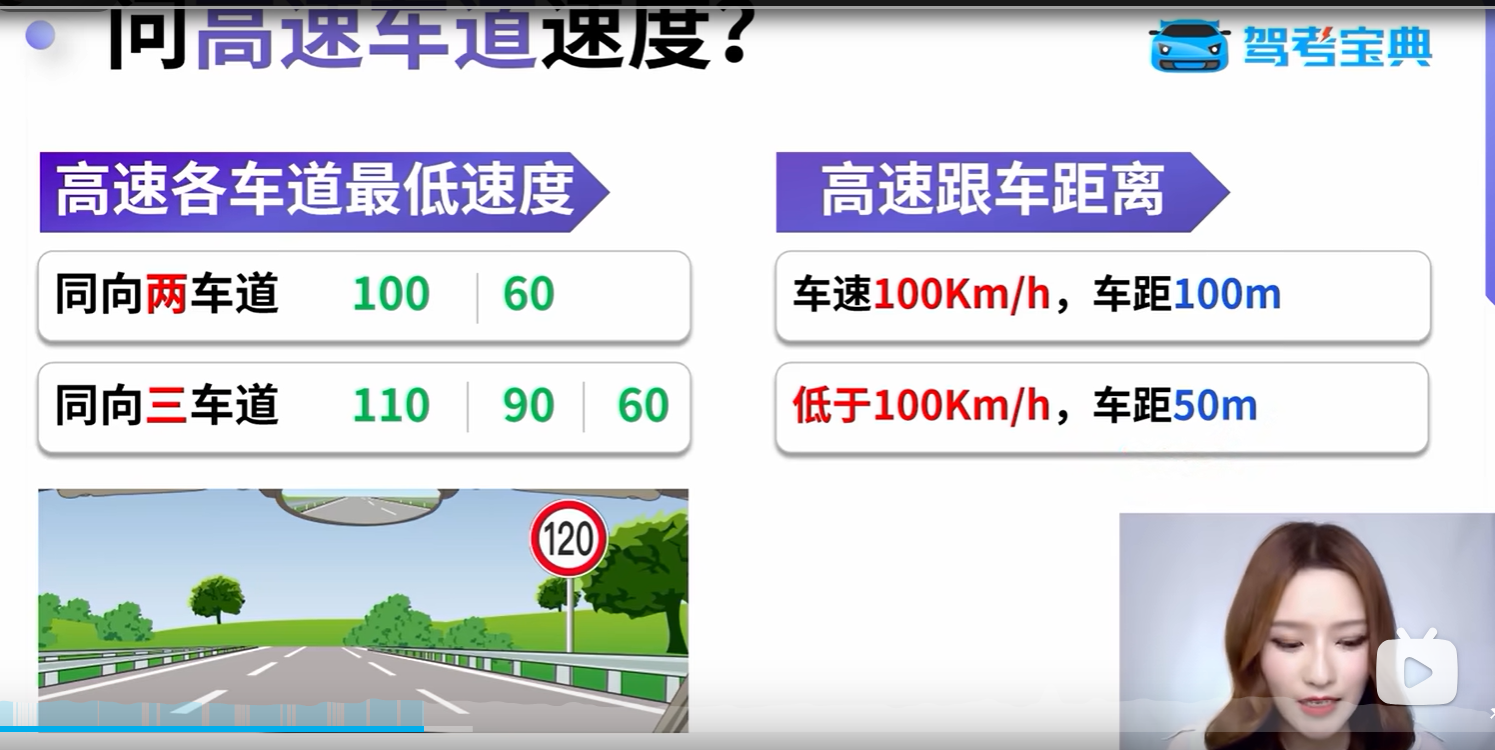 问高速车道速度?
驾考宝典
高速各车道最低速度
同向两车道 100 60
同向三车道 110 90 60
高速跟车距离
车速100Km/h，车距100m
低于100Km/h，车距50m
120